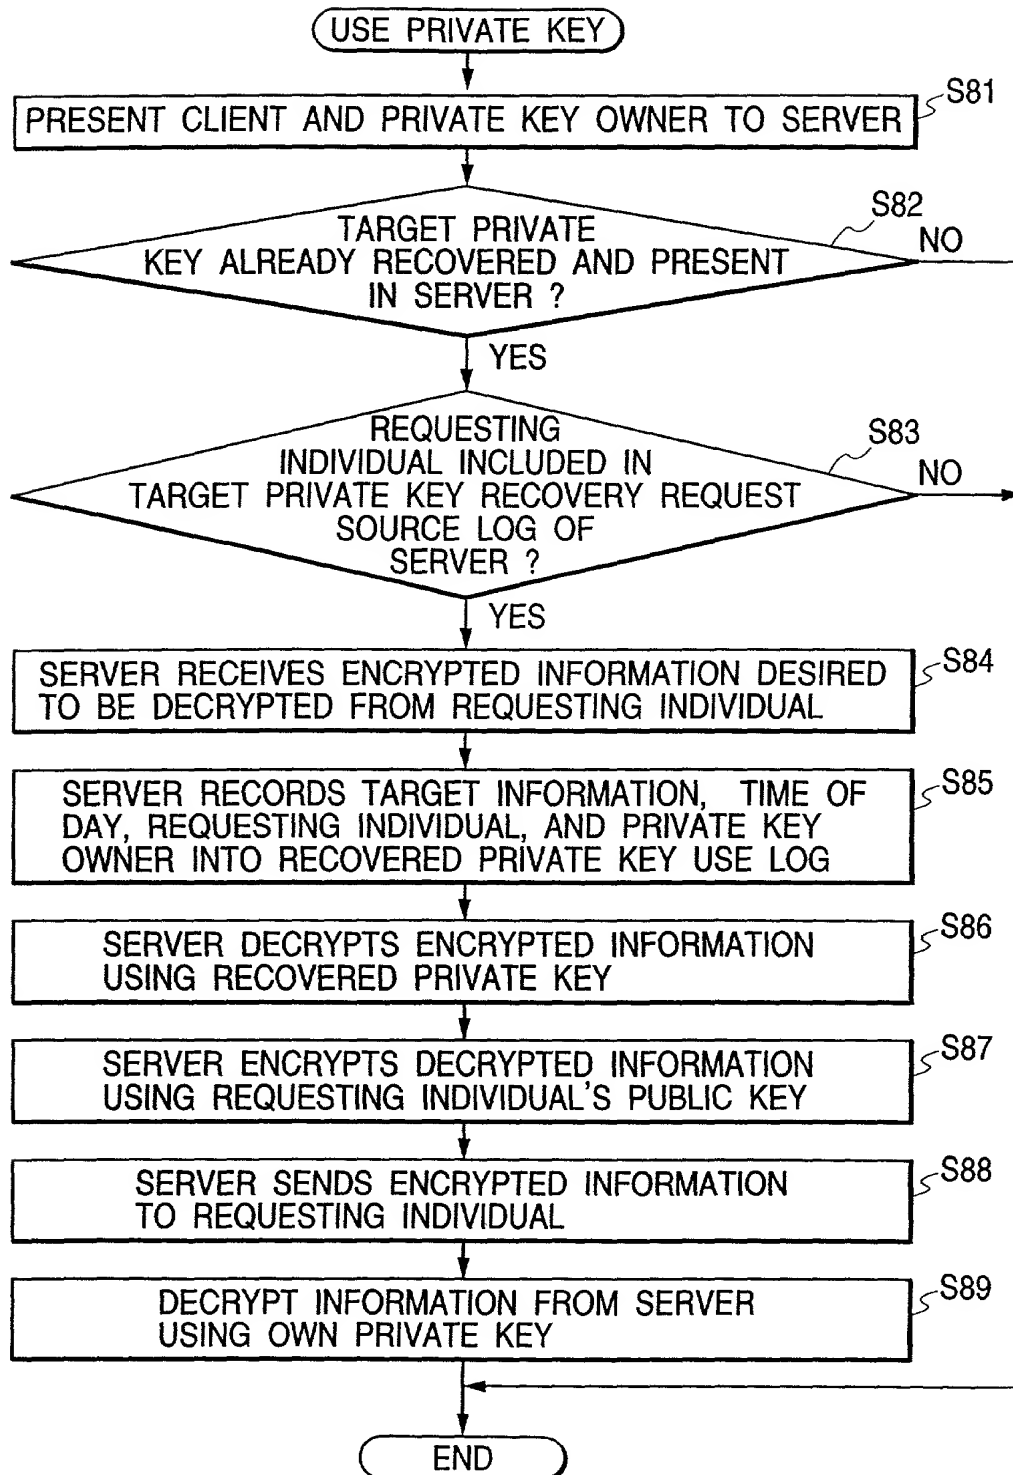 USE PRIVATE KEY
S81
PRESENT CLIENT AND PRIVATE KEY OWNER TO SERVER
S82
TARGET PRIVATE
KEY ALREADY RECOVERED AND PRESENT
IN SERVER ?
NO
YES
S83
REQUESTING
INDIVIDUAL INCLUDED IN
TARGET PRIVATE KEY RECOVERY REQUEST
SOURCE LOG OF
SERVER ?
NO
YES
S84
SERVER RECEIVES ENCRYPTED INFORMATION DESIRED
TO BE DECRYPTED FROM REQUESTING INDIVIDUAL
S85
SERVER RECORDS TARGET INFORMATION, TIME OF
DAY, REQUESTING INDIVIDUAL, AND PRIVATE KEY
OWNER INTO RECOVERED PRIVATE KEY USE LOG
S86
SERVER DECRYPTS ENCRYPTED INFORMATION
USING RECOVERED PRIVATE KEY
S87
SERVER ENCRYPTS DECRYPTED INFORMATION
USING REQUESTING INDIVIDUAL'S PUBLIC KEY
S88
SERVER SENDS ENCRYPTED INFORMATION
TO REQUESTING INDIVIDUAL
S89
DECRYPT INFORMATION FROM SERVER
USING OWN PRIVATE KEY
END